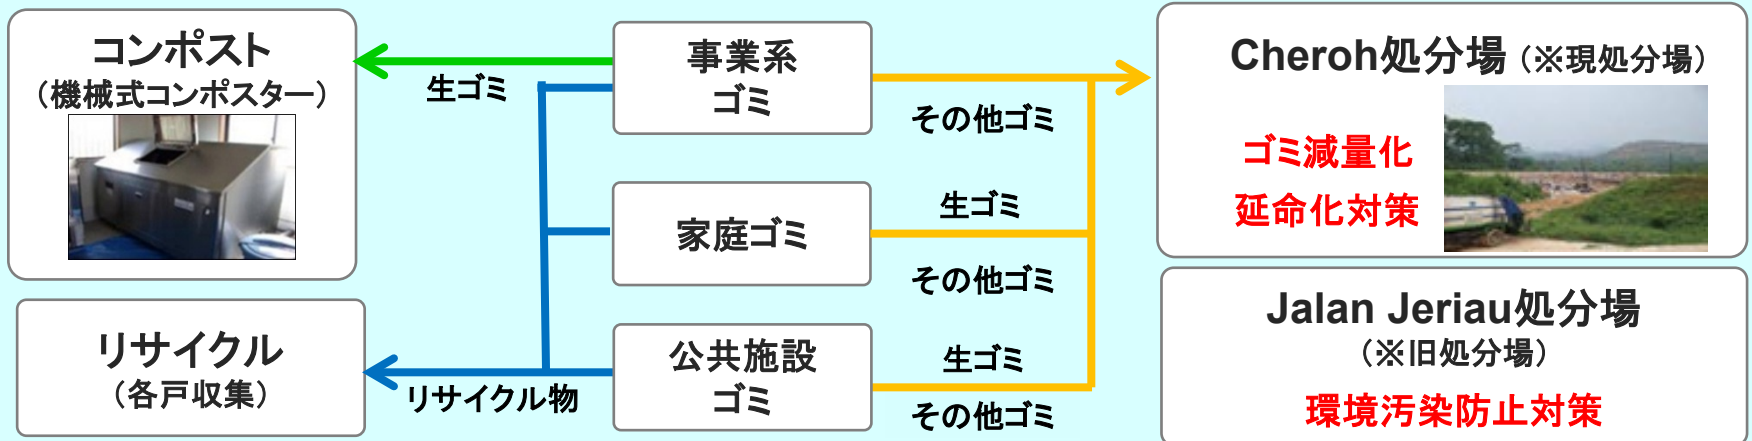 コンポスト
（機械式コンポスター）
生ゴミ
事業系
ゴミ
その他ゴミ
Cheroh処分場（※現処分場）
ゴミ減量化
延命化対策
家庭ゴミ
生ゴミ
その他ゴミ
リサイクル
（各戸収集）
リサイクル物
公共施設
ゴミ
生ゴミ
その他ゴミ
Jalan Jeriau処分場
（※旧処分場）
環境汚染防止対策